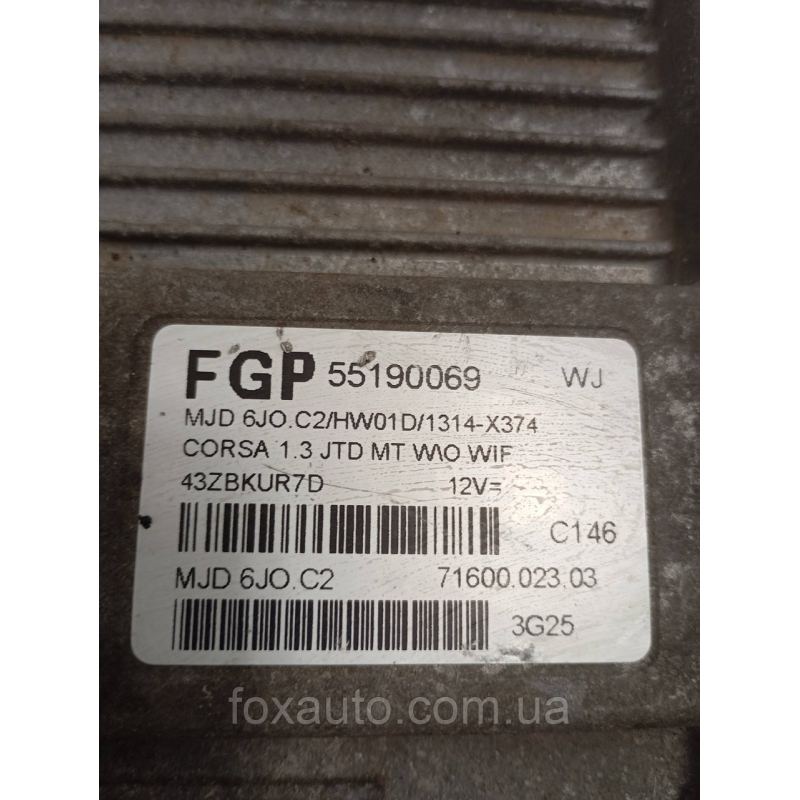 FGP 55190069 WJ
MJD 6JO.C2/HW01D/1314-X374
CORSA 1.3 JTD MT W\O WIF
43ZBKUR7D 12V=
C146
MJD 6JO.C2 71600.023.03
3G25
foxauto.com.ua